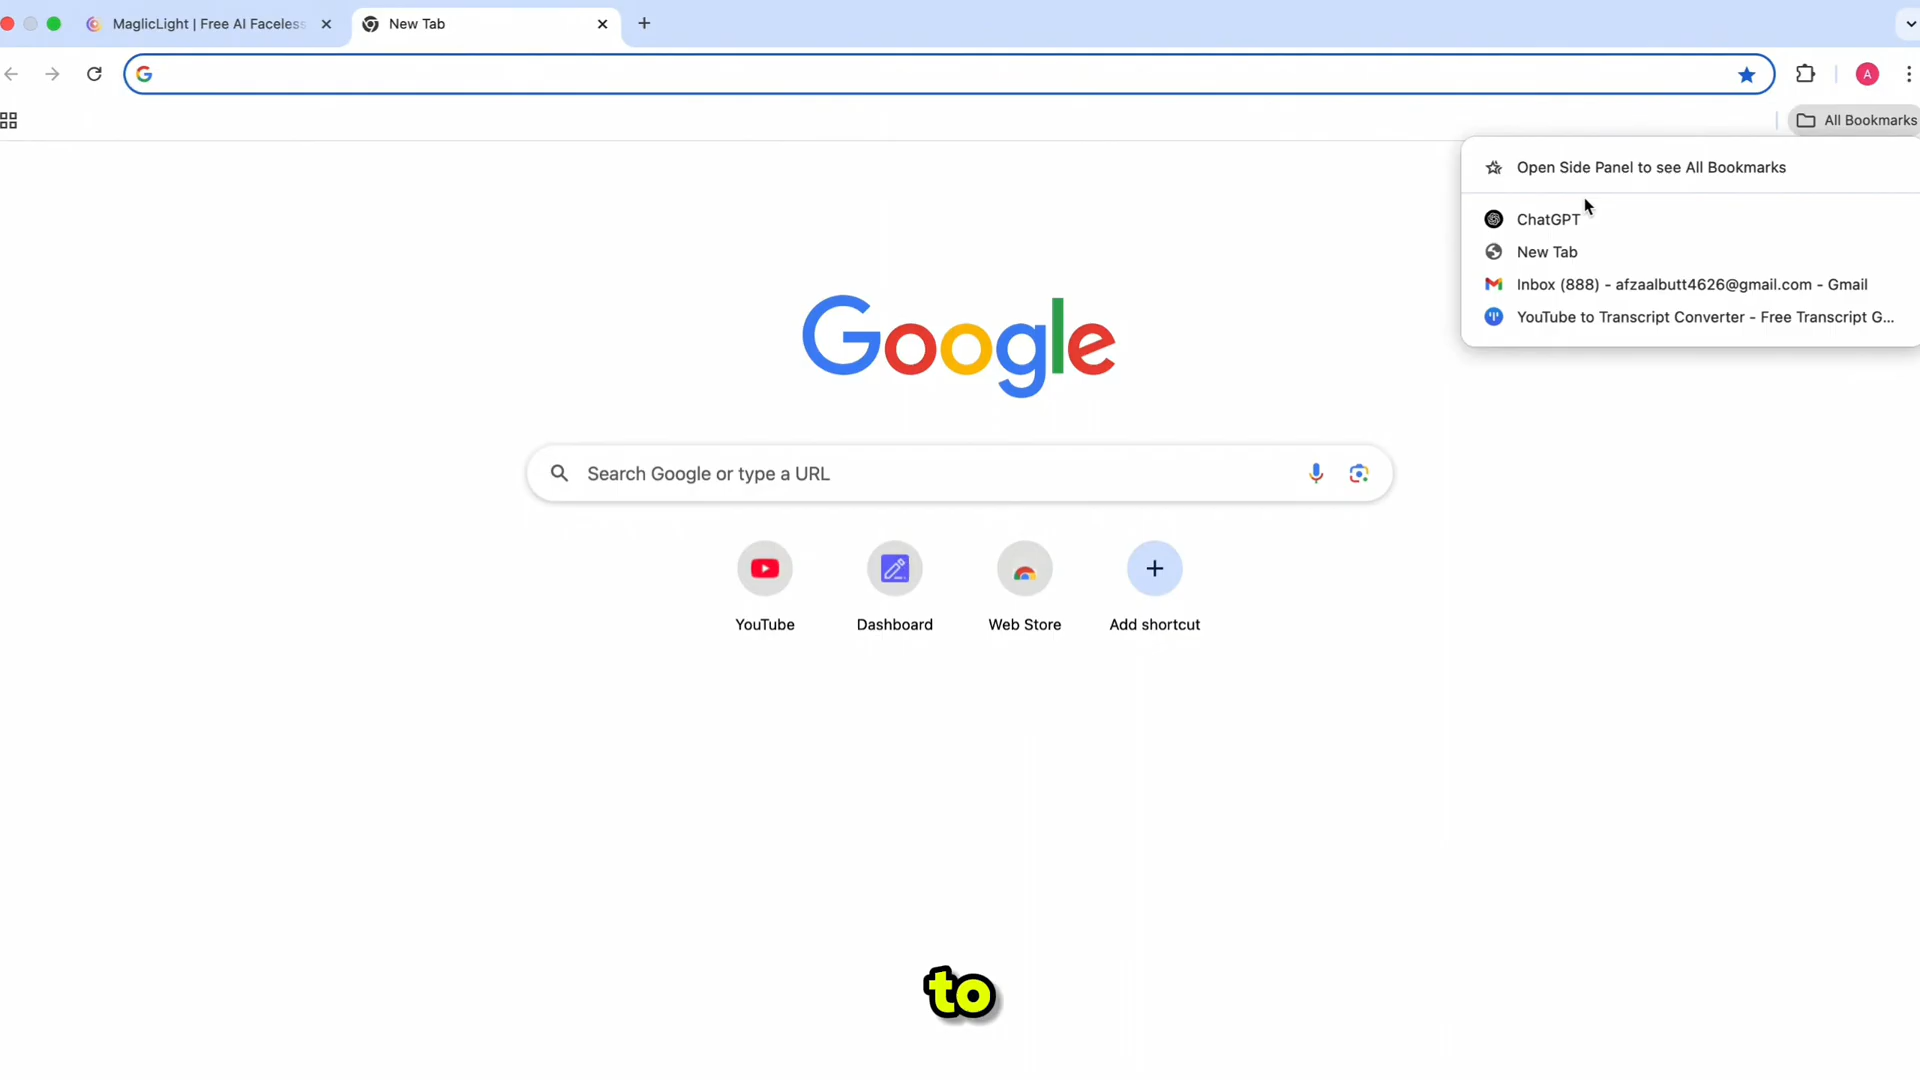 MaglicLight | Free AI Faceless
New Tab
A
All Bookmarks
Open Side Panel to see All Bookmarks
ChatGPT
New Tab
Inbox (888) - afzaalbutt4626@gmail.com - Gmail
YouTube to Transcript Converter - Free Transcript G...
Google
Search Google or type a URL
YouTube
Dashboard
Web Store
Add shortcut
to